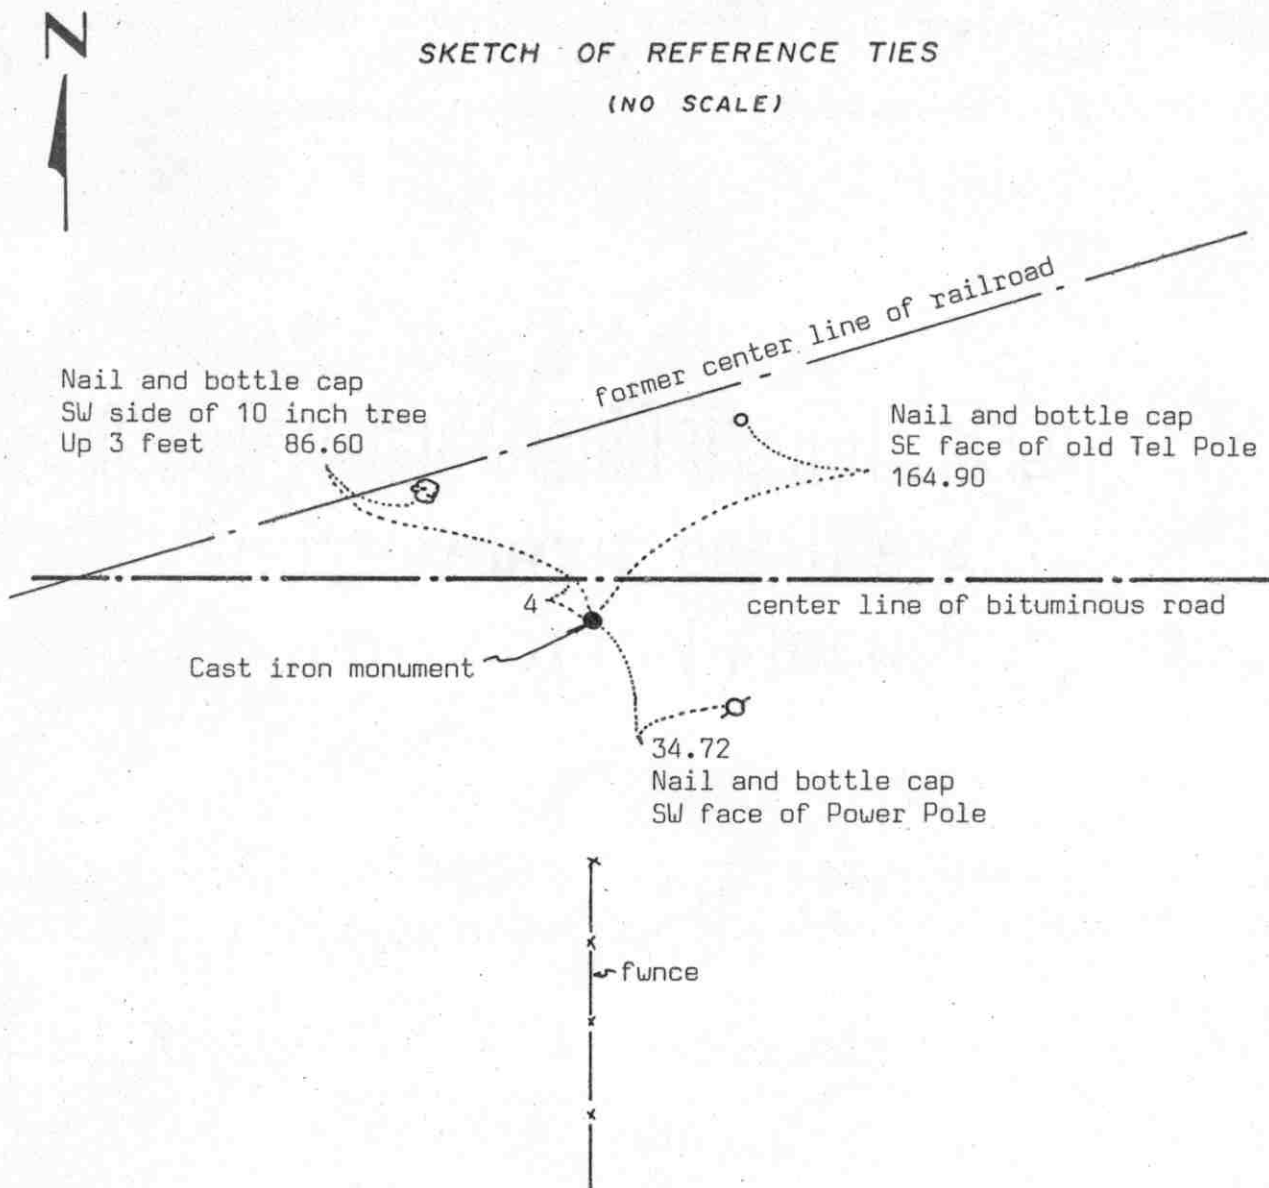 N
SKETCH OF REFERENCE TIES
(NO SCALE)
former center line of railroad
Nail and bottle cap
SW side of 10 inch tree
Up 3 feet 86.60
Nail and bottle cap
SE face of old Tel Pole
164.90
4
center line of bituminous road
Cast iron monument
34.72
Nail and bottle cap
SW face of Power Pole
fwnce